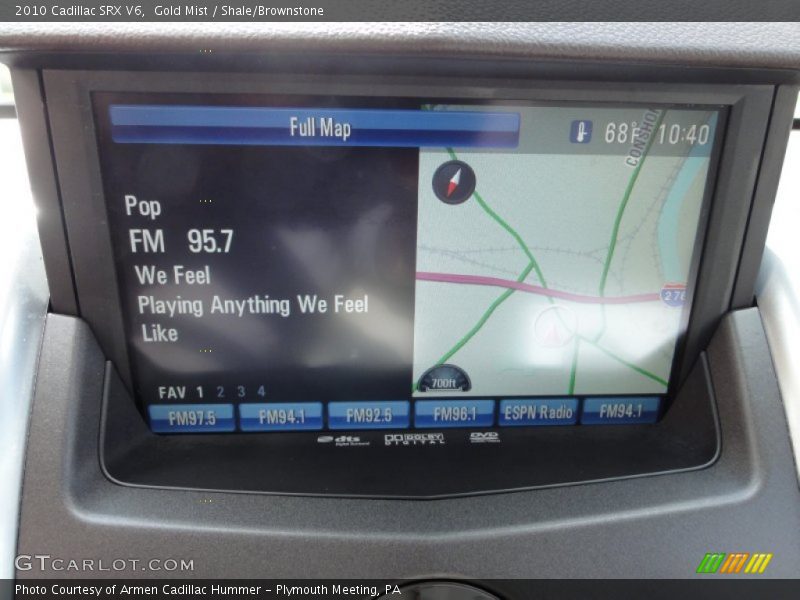 2010 Cadillac SRX V6,  Gold Mist / Shale/Brownstone
Full Map
68°F 10:40
CONSHOH
Pop
FM 95.7
We Feel
Playing Anything We Feel
Like
276
700ft
FAV 1 2 3 4
FM97.5 FM94.1 FM92.5 FM96.1 ESPN Radio FM94.1
dts DOLBY DIGITAL DVD
GTCARLOT.COM
Photo Courtesy of Armen Cadillac Hummer - Plymouth Meeting, PA